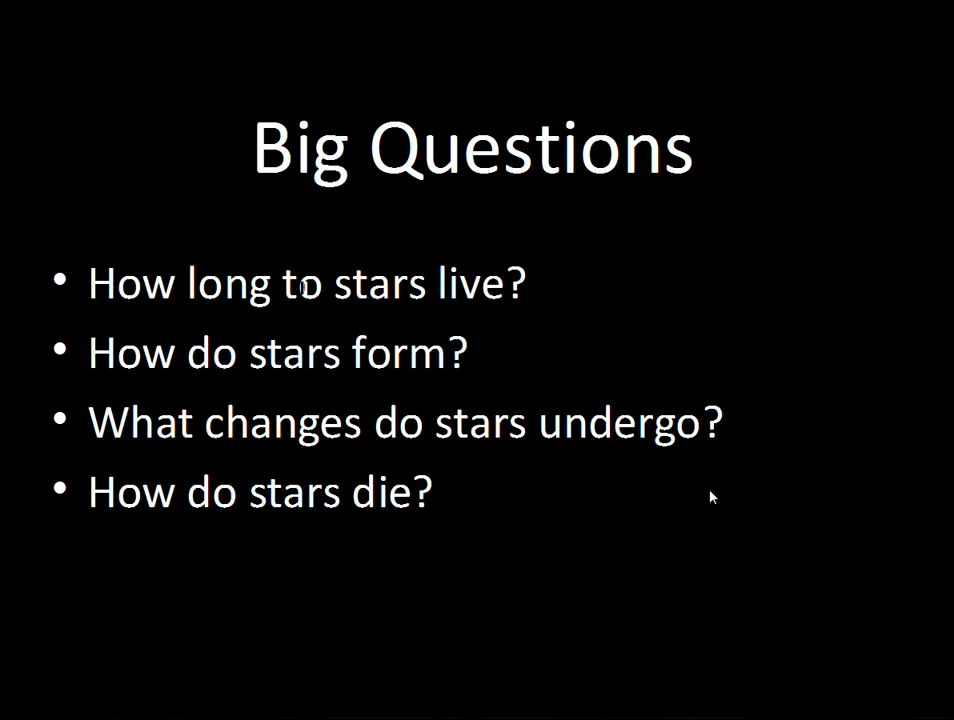 Big Questions
• How long to stars live?
• How do stars form?
• What changes do stars undergo?
• How do stars die?